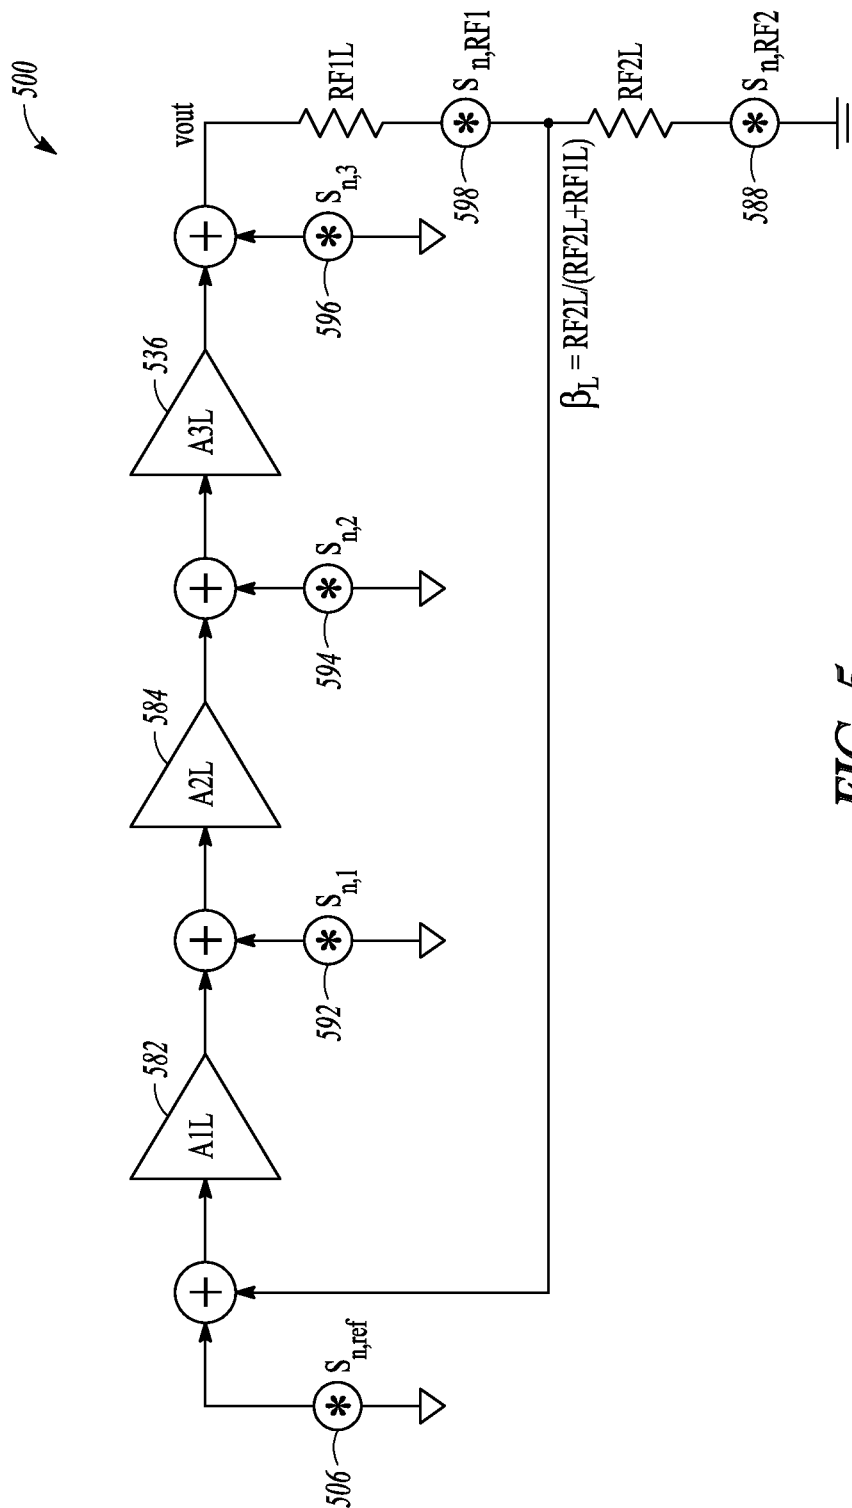 500
vout
RF1L
S n,RF1
598
RF2L
S n,RF2
588
S n,3
596
βL = RF2L/(RF2L+RF1L)
536
A3L
S n,2
594
584
A2L
S n,1
592
582
A1L
S n,ref
506
FIG. 5